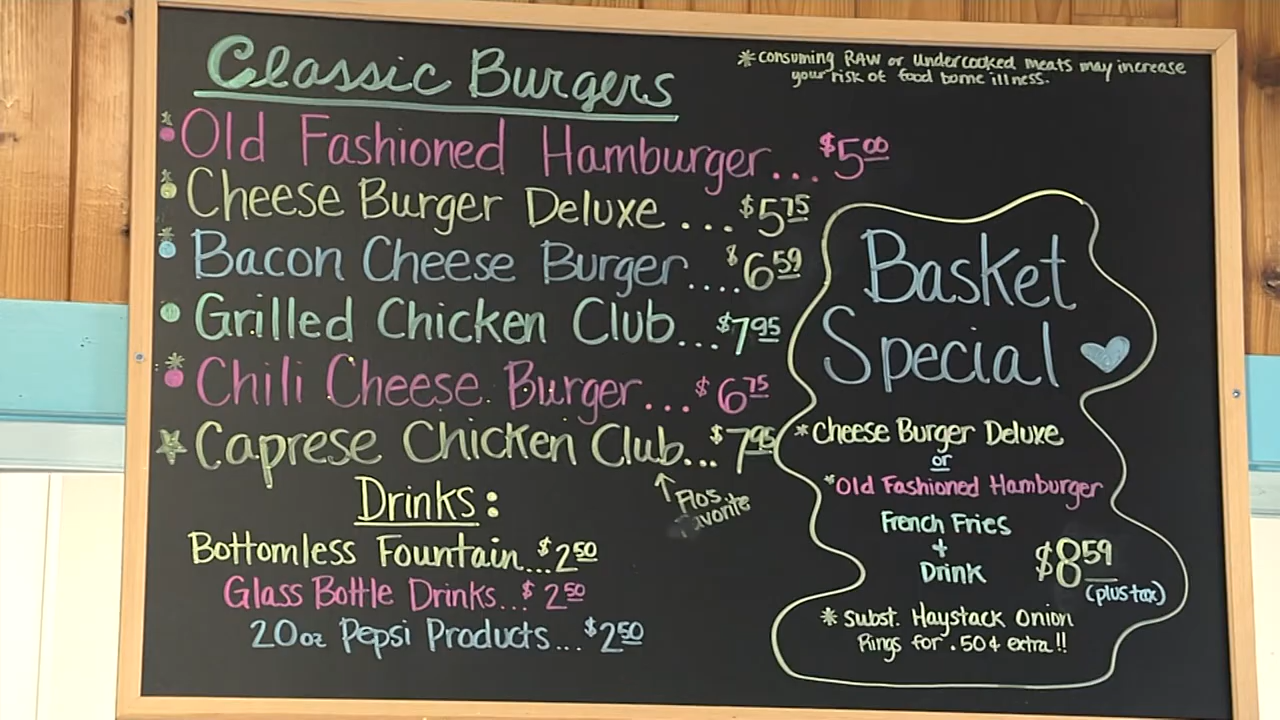 Classic Burgers
*consuming RAW or undercooked meats may increase
your risk of food borne illness.
Old Fashioned Hamburger... $5.00
Cheese Burger Deluxe ... $5.75
Bacon Cheese Burger.... $6.59
Grilled Chicken Club... $7.95
Chili Cheese Burger... $6.75
Caprese Chicken Club... $7.95
Flos
Drinks:
Bottomless Fountain... $2.50
Glass Bottle Drinks... $2.50
20oz Pepsi Products... $2.50
Basket
Special
*Cheese Burger Deluxe
or
*Old Fashioned Hamburger
French Fries
+
Drink
$8.59
(plus tax)
* subst. Haystack Onion
Rings for .50¢ extra!!